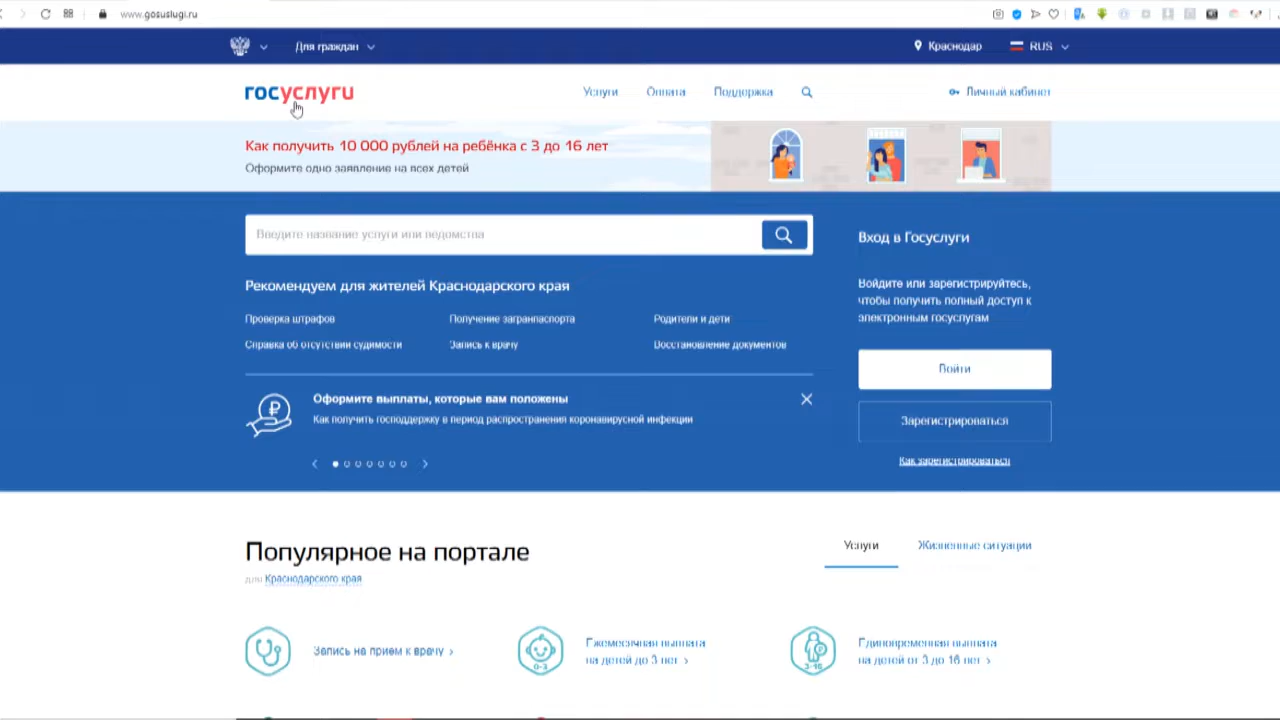 www.gosuslugi.ru
Для граждан
Краснодар
RUS
госуслуги
Услуги
Оплата
Поддержка
Личный кабинет
Как получить 10 000 рублей на ребёнка с 3 до 16 лет
Оформите одно заявление на всех детей
Введите название услуги или ведомства
Рекомендуем для жителей Краснодарского края
Проверка штрафов
Получение загранпаспорта
Родители и дети
Справка об отсутствии судимости
Запись к врачу
Восстановление документов
Оформите выплаты, которые вам положены
Как получить господдержку в период распространения коронавирусной инфекции
Вход в Госуслуги
Войдите или зарегистрируйтесь,
чтобы получить полный доступ к
электронным госуслугам
Войти
Зарегистрироваться
Как зарегистрироваться
Популярное на портале
для Краснодарского края
Услуги
Жизненные ситуации
Запись на прием к врачу
0-3
Ежемесячная выплата
на детей до 3 лет
3-16
Единовременная выплата
на детей от 3 до 16 лет